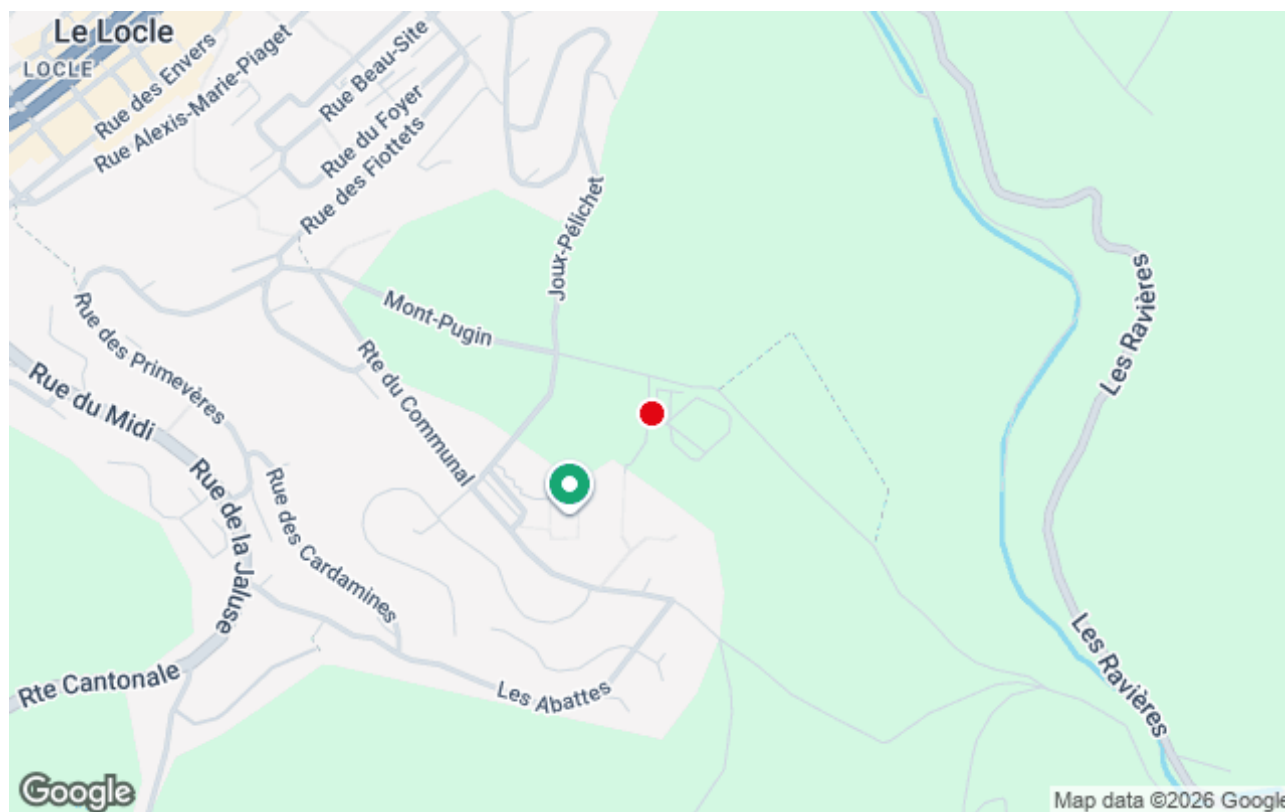 Le Locle
LOCLE
Rue des Envers
Rue Alexis-Marie-Piaget
Rue Beau-Site
Rue du Foyer
Rue des Fiottets
Joux-Pélichet
Mont-Pugin
Rte du Communal
Rue des Primevères
Rue du Midi
Rue de la Jaluse
Rue des Cardamines
Rte Cantonale
Les Abattes
Les Ravières
Les Ravières
Google
Map data ©2026 Google